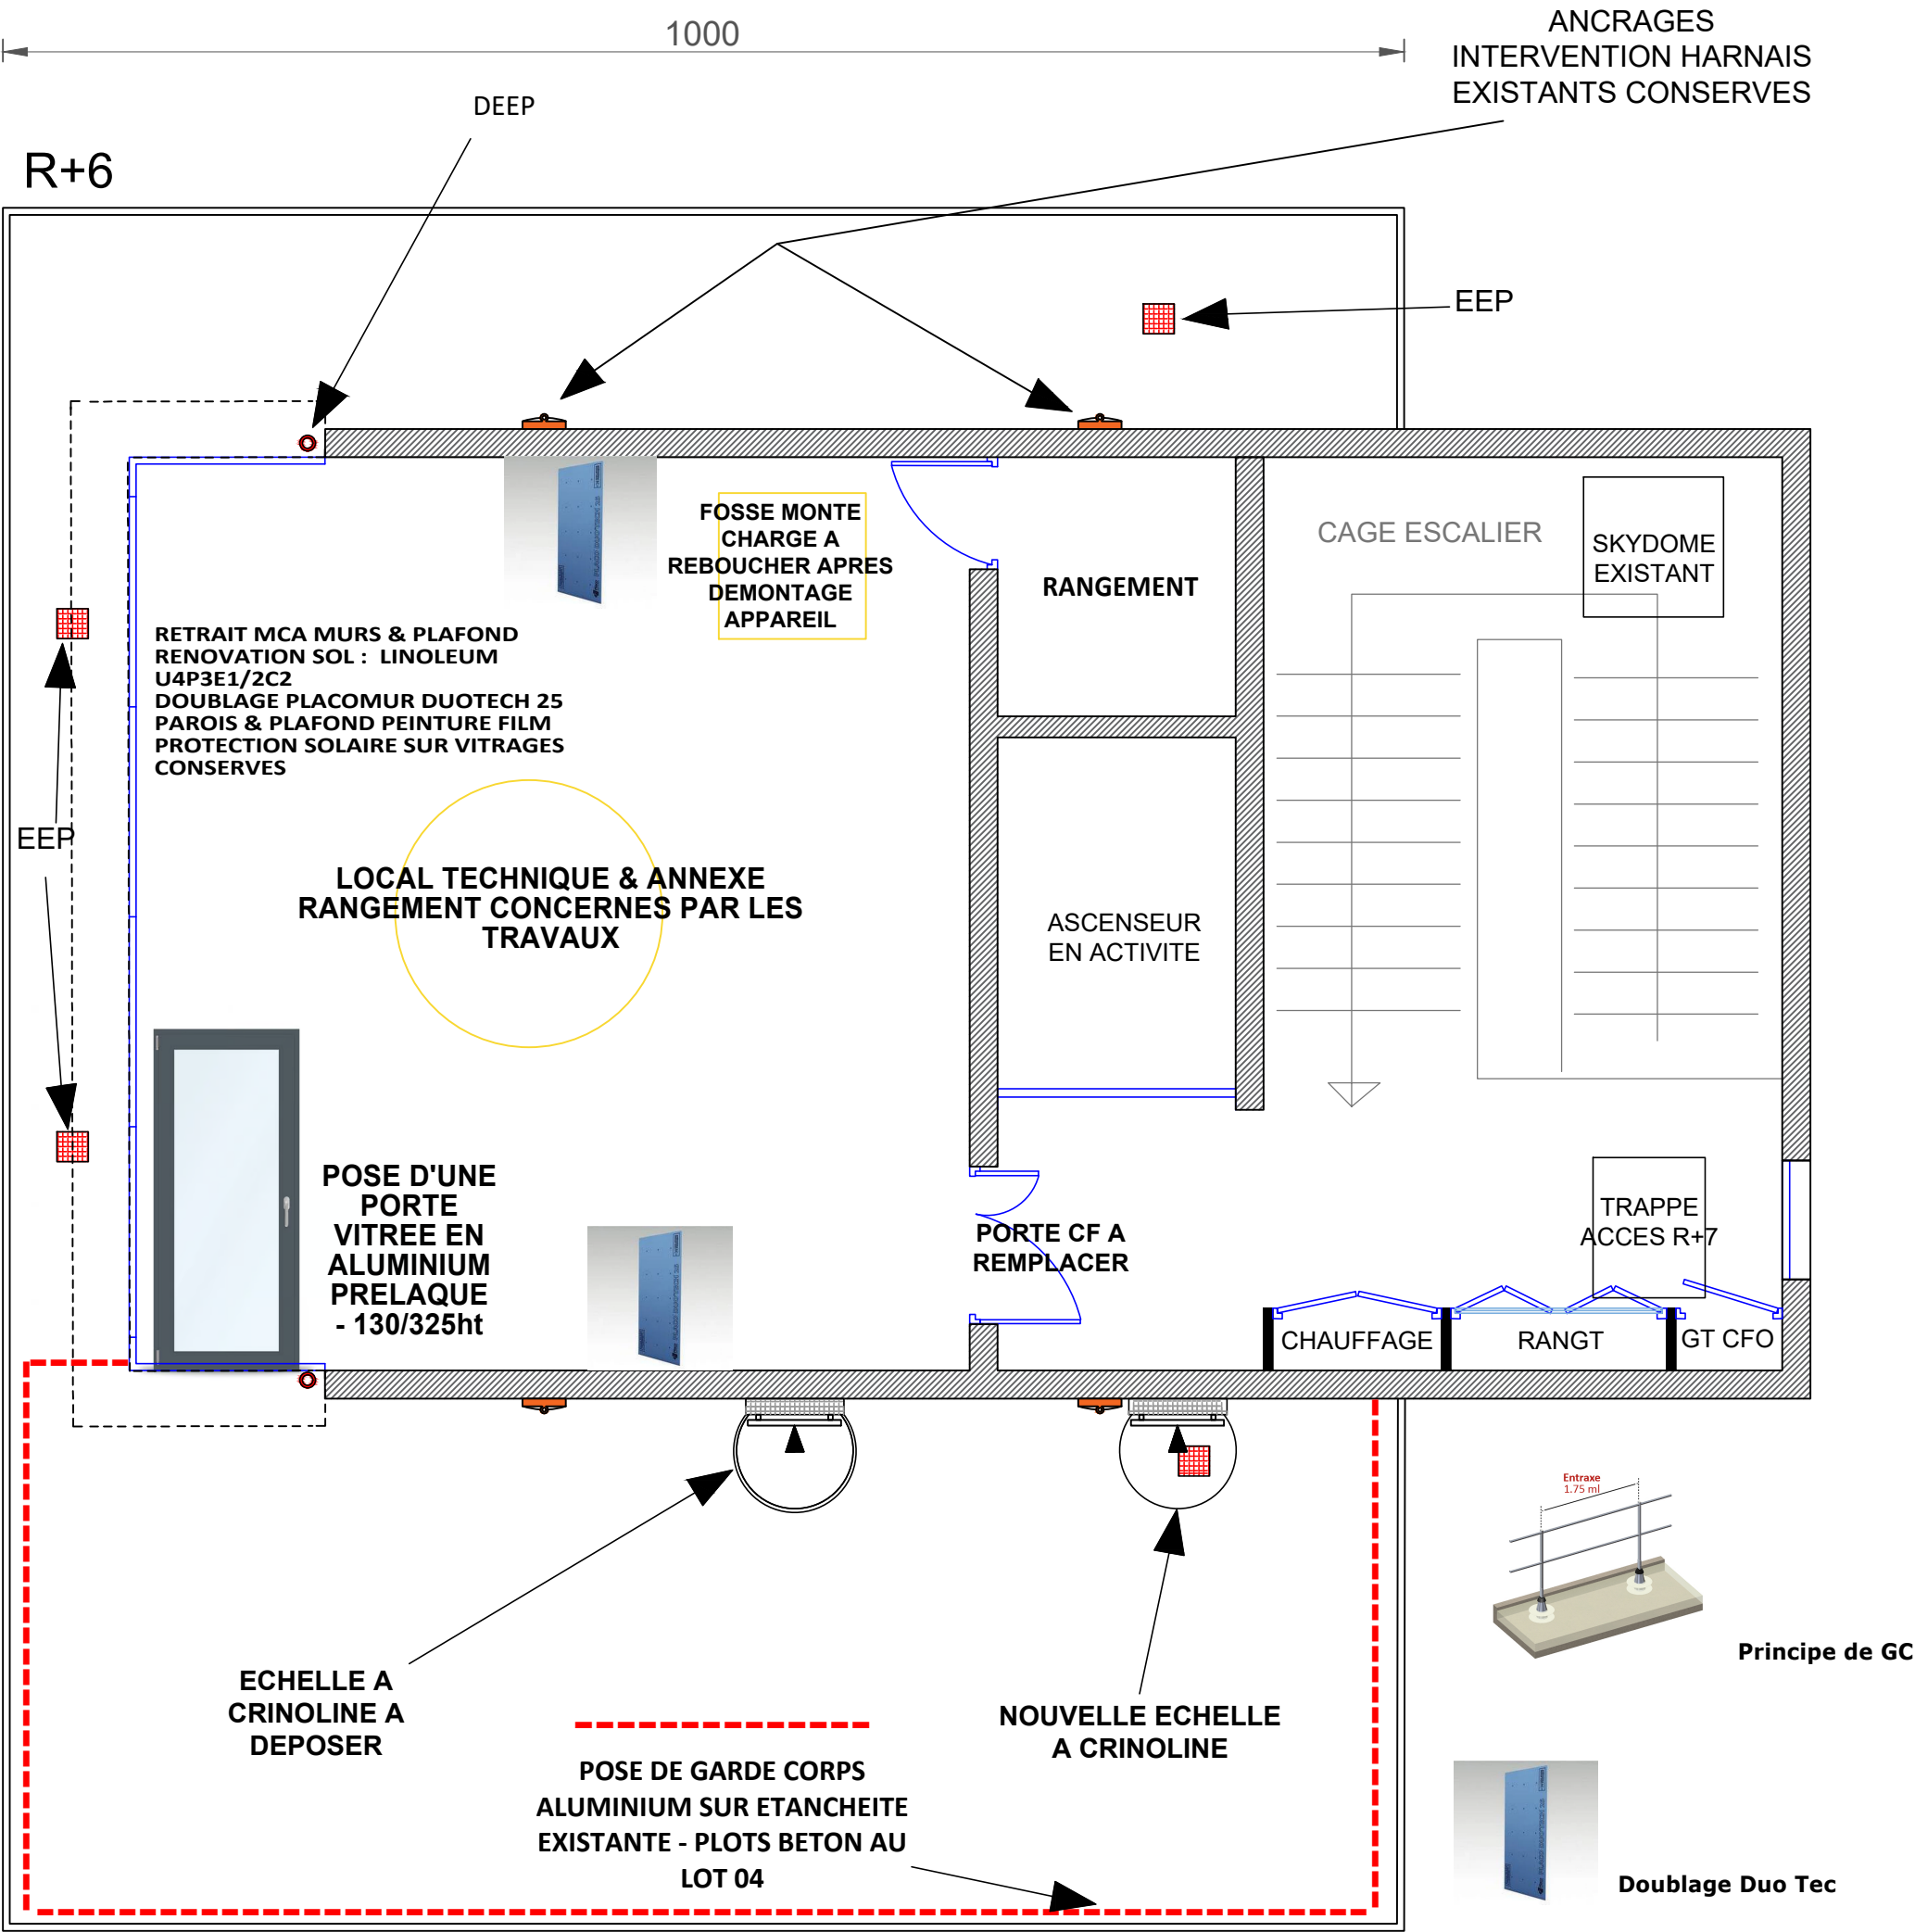 1000
ANCRAGES
INTERVENTION HARNAIS
EXISTANTS CONSERVES
DEEP
R+6
EEP
FOSSE MONTE
CHARGE A
REBOUCHER APRES
DEMONTAGE
APPAREIL
CAGE ESCALIER
SKYDOME
EXISTANT
RANGEMENT
RETRAIT MCA MURS & PLAFOND
RENOVATION SOL : LINOLEUM
U4P3E1/2C2
DOUBLAGE PLACOMUR DUOTECH 25
PAROIS & PLAFOND PEINTURE FILM
PROTECTION SOLAIRE SUR VITRAGES
CONSERVES
EEP
LOCAL TECHNIQUE & ANNEXE
RANGEMENT CONCERNES PAR LES
TRAVAUX
ASCENSEUR
EN ACTIVITE
POSE D'UNE
PORTE
VITREE EN
ALUMINIUM
PRELAQUE
- 130/325ht
PORTE CF A
REMPLACER
TRAPPE
ACCES R+7
CHAUFFAGE
RANGT
GT CFO
Entraxe
1.75 ml
Principe de GC
ECHELLE A
CRINOLINE A
DEPOSER
NOUVELLE ECHELLE
A CRINOLINE
POSE DE GARDE CORPS
ALUMINIUM SUR ETANCHEITE
EXISTANTE - PLOTS BETON AU
LOT 04
Doublage Duo Tec